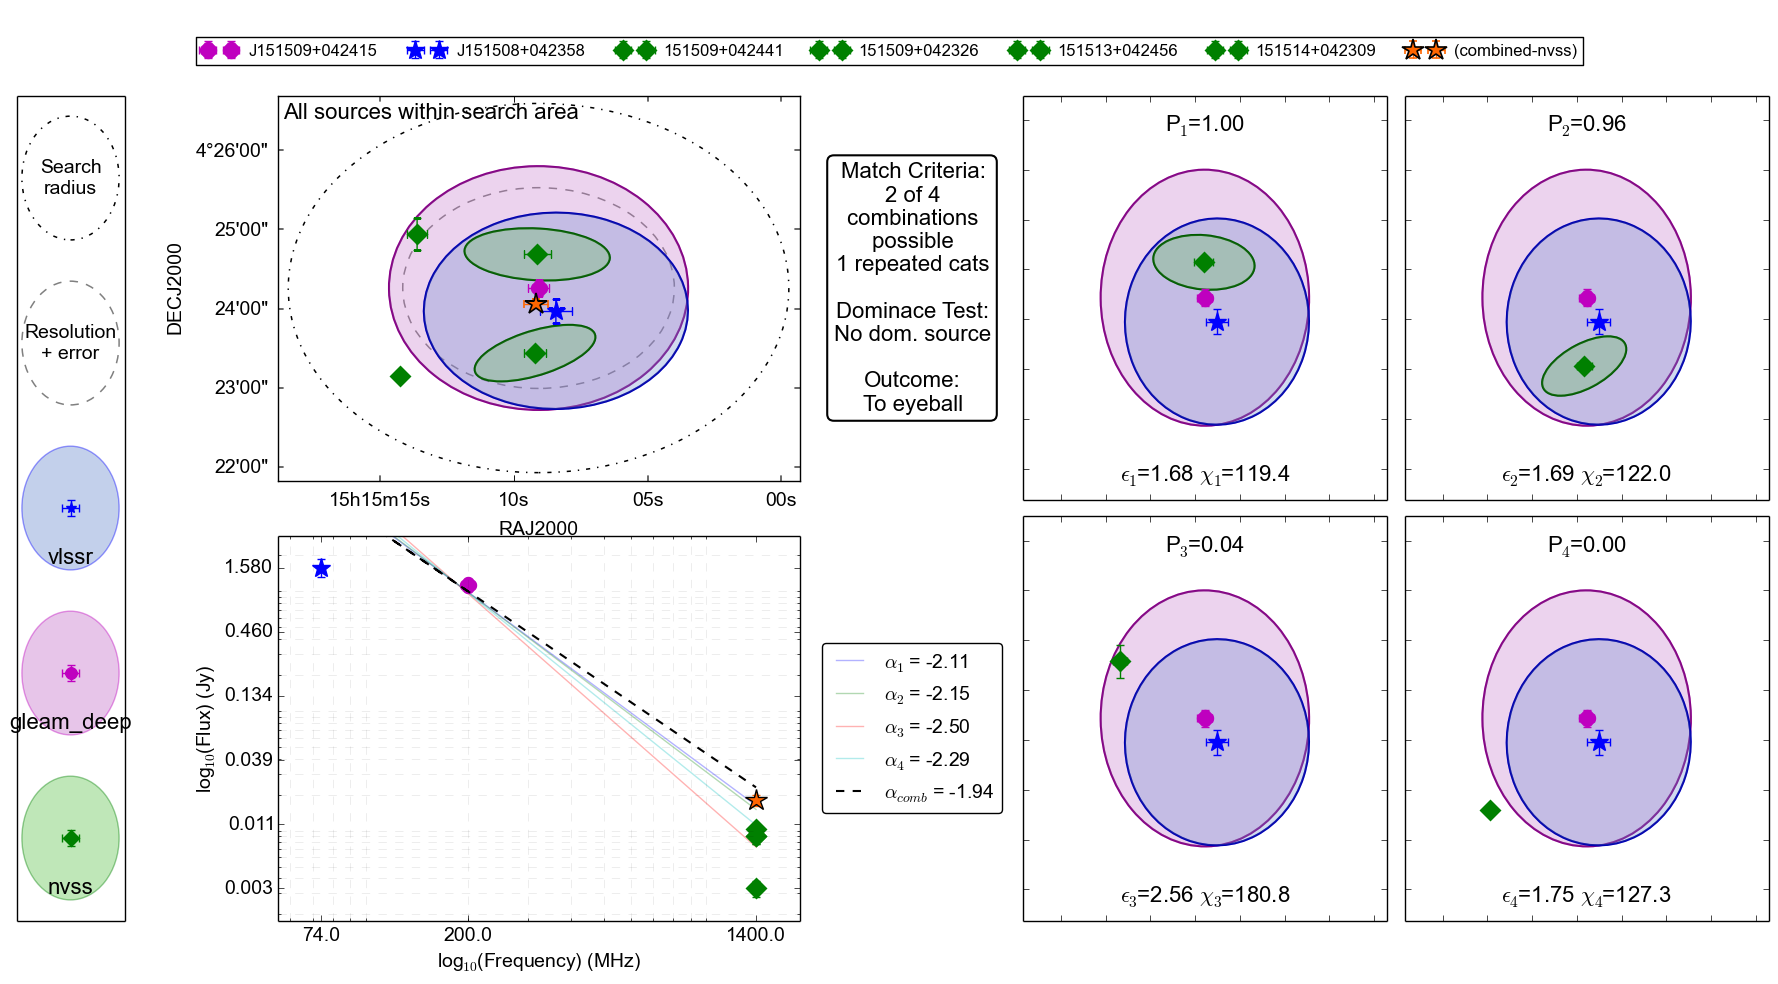 J151509+042415 J151508+042358 151509+042441 151509+042326 151513+042456 151514+042309 (combined-nvss)
Search
radius
Resolution
+ error
vlssr
gleam_deep
nvss
All sources within search area
4°26'00"
25'00"
24'00"
23'00"
22'00"
DECJ2000
15h15m15s 10s 05s 00s
RAJ2000
Match Criteria:
2 of 4
combinations
possible
1 repeated cats
Dominace Test:
No dom. source
Outcome:
To eyeball
P₁=1.00
ϵ₁=1.68 χ₁=119.4
P₂=0.96
ϵ₂=1.69 χ₂=122.0
1.580
0.460
0.134
0.039
0.011
0.003
log₁₀(Flux) (Jy)
74.0 200.0 1400.0
log₁₀(Frequency) (MHz)
α₁ = -2.11
α₂ = -2.15
α₃ = -2.50
α₄ = -2.29
α_comb = -1.94
P₃=0.04
ϵ₃=2.56 χ₃=180.8
P₄=0.00
ϵ₄=1.75 χ₄=127.3